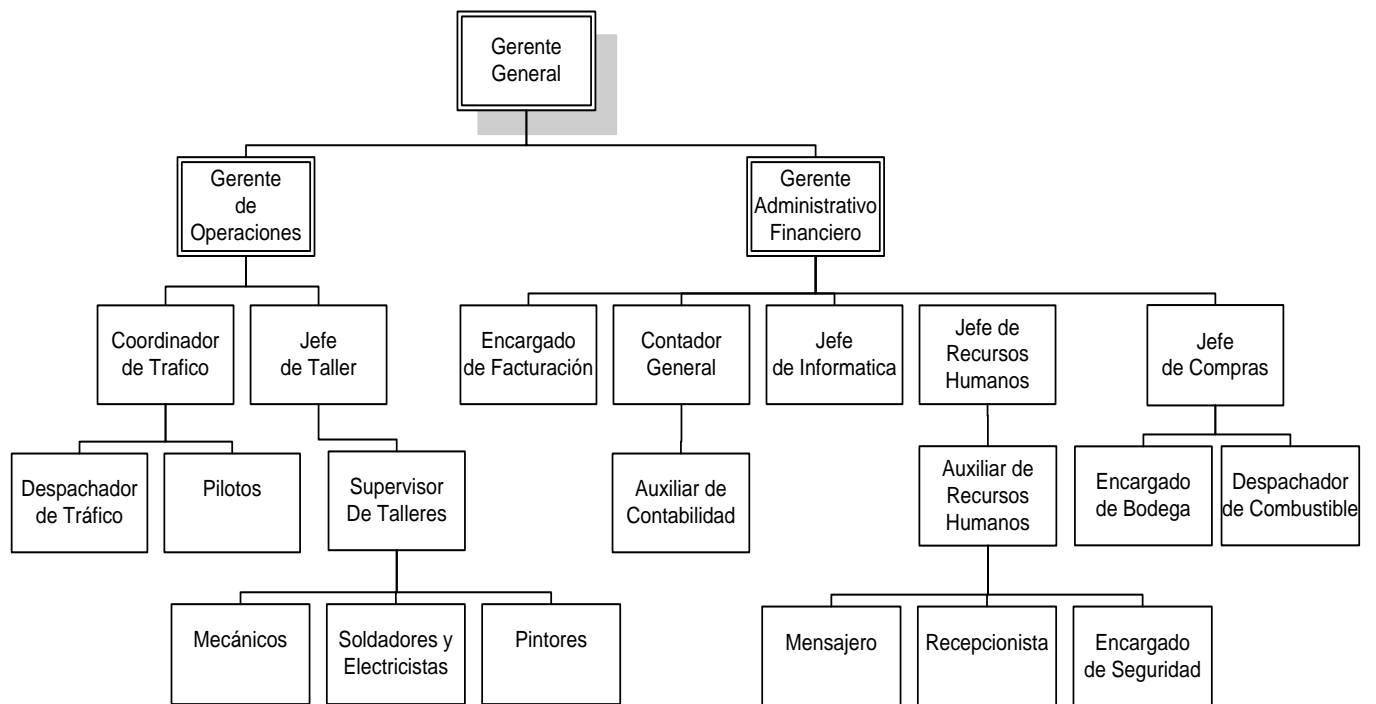 Gerente
General
Gerente
de
Operaciones
Gerente
Administrativo
Financiero
Coordinador
de Trafico
Jefe
de Taller
Encargado
de Facturación
Contador
General
Jefe
de Informatica
Jefe de
Recursos
Humanos
Jefe
de Compras
Despachador
de Tráfico
Pilotos
Supervisor
De Talleres
Auxiliar de
Contabilidad
Auxiliar de
Recursos
Humanos
Encargado
de Bodega
Despachador
de Combustible
Mecánicos
Soldadores y
Electricistas
Pintores
Mensajero
Recepcionista
Encargado
de Seguridad